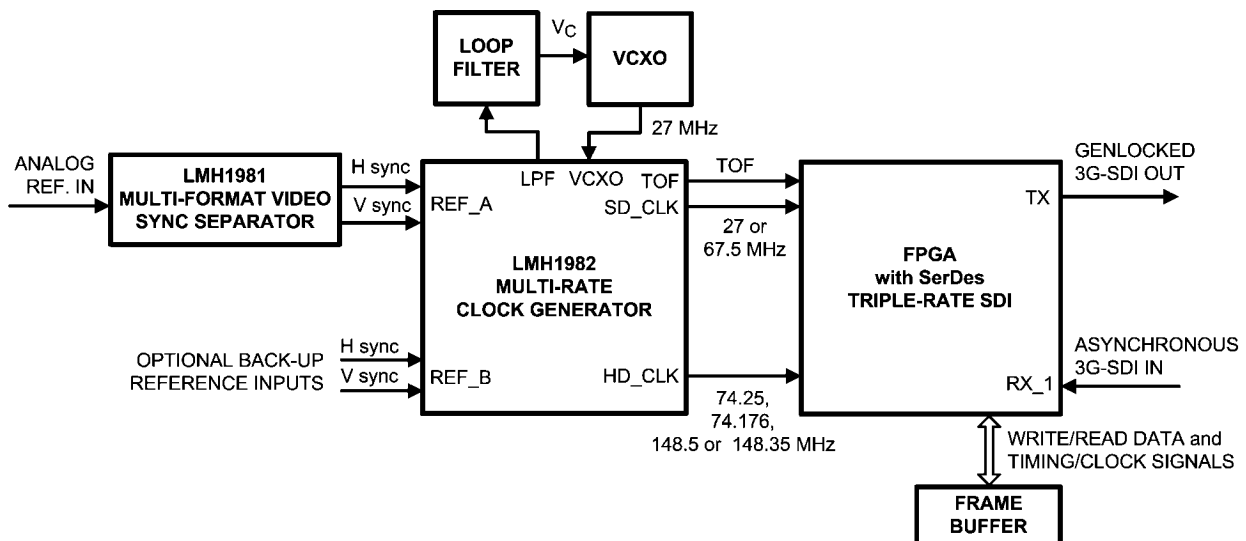 LOOP
FILTER
V_C
VCXO
27 MHz
ANALOG
REF. IN
LMH1981
MULTI-FORMAT VIDEO
SYNC SEPARATOR
H sync
V sync
REF_A
LPF
VCXO
TOF
SD_CLK
LMH1982
MULTI-RATE
CLOCK GENERATOR
OPTIONAL BACK-UP
REFERENCE INPUTS
H sync
V sync
REF_B
HD_CLK
TOF
27 or
67.5 MHz
74.25,
74.176,
148.5 or 148.35 MHz
FPGA
with SerDes
TRIPLE-RATE SDI
TX
RX_1
GENLOCKED
3G-SDI OUT
ASYNCHRONOUS
3G-SDI IN
WRITE/READ DATA and
TIMING/CLOCK SIGNALS
FRAME
BUFFER